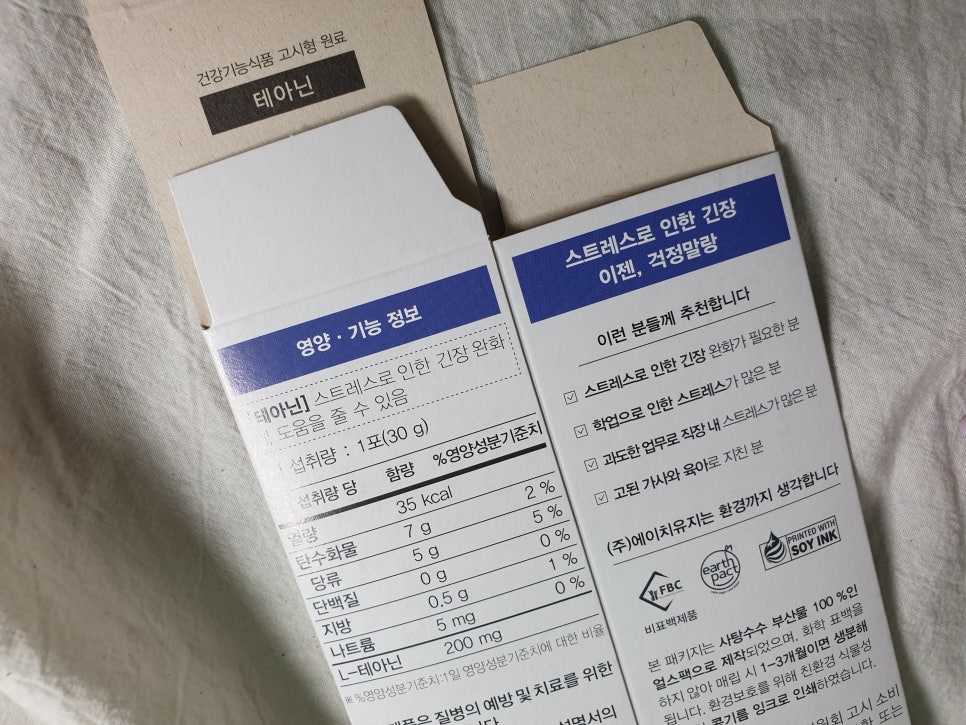 건강기능식품 고시형 원료
테아닌
영양 · 기능 정보
[테아닌] 스트레스로 인한 긴장 완화
도움을 줄 수 있음
섭취량 : 1포(30 g)
섭취량 당 함량 %영양성분기준치
열량 35 kcal
탄수화물 7 g 2 %
당류 5 g 5 %
단백질 0 g 0 %
지방 0.5 g 1 %
나트륨 5 mg 0 %
L-테아닌 200 mg
※ %영양성분기준치:1일 영양성분기준치에 대한 비율
질병의 예방 및 치료를 위한
설명서의
스트레스로 인한 긴장
이젠, 걱정말랑
이런 분들께 추천합니다
스트레스로 인한 긴장 완화가 필요한 분
학업으로 인한 스트레스가 많은 분
과도한 업무로 직장 내 스트레스가 많은 분
고된 가사와 육아로 지친 분
(주)에이치유지는 환경까지 생각합니다
FBC
비표백제품
earth
pact
PRINTED WITH
SOY INK
본 패키지는 사탕수수 부산물 100 %인
얼스팩으로 제작되었으며, 화학 표백을
하지 않아 매립 시 1-3개월이면 생분해
됩니다. 환경보호를 위해 친환경 식물성
콩기름 잉크로 인쇄하였습니다.
고시 소비
또는